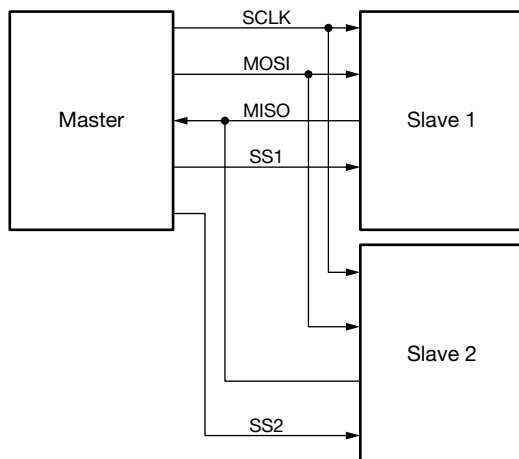 SCLK
MOSI
Master
MISO
Slave 1
SS1
Slave 2
SS2